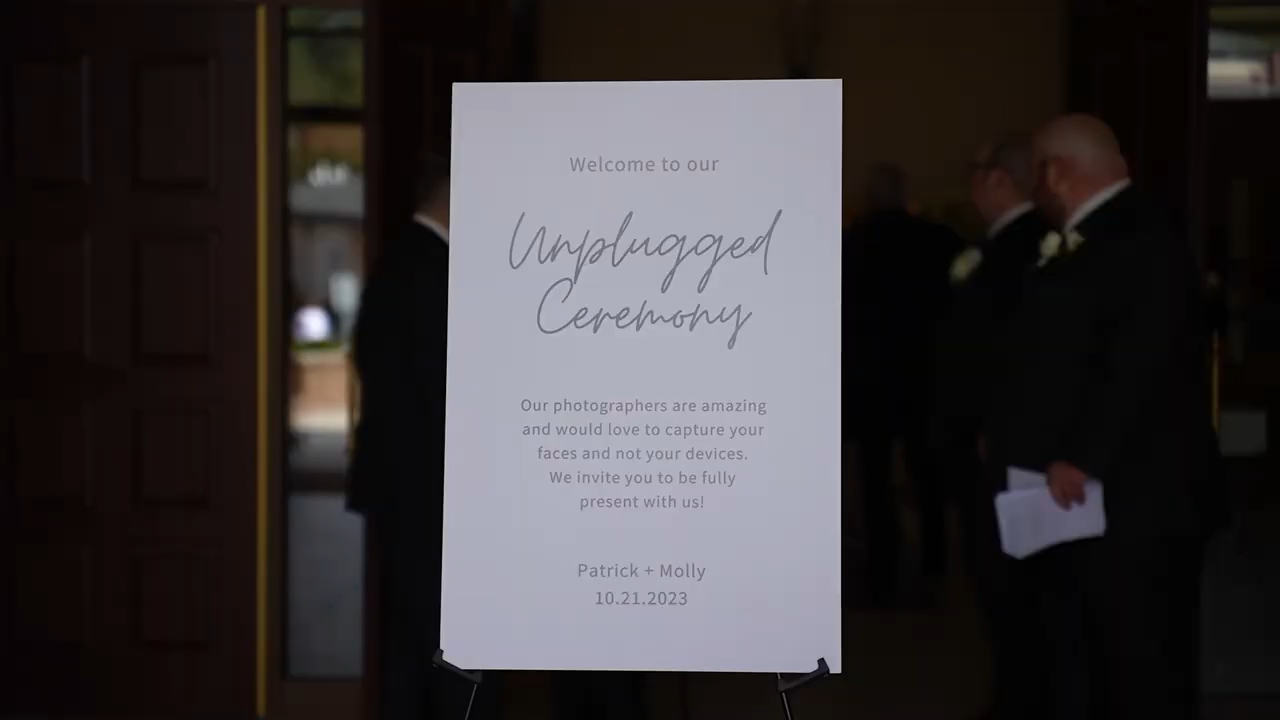 Welcome to our
Unplugged
Ceremony
Our photographers are amazing
and would love to capture your
faces and not your devices.
We invite you to be fully
present with us!
Patrick + Molly
10.21.2023